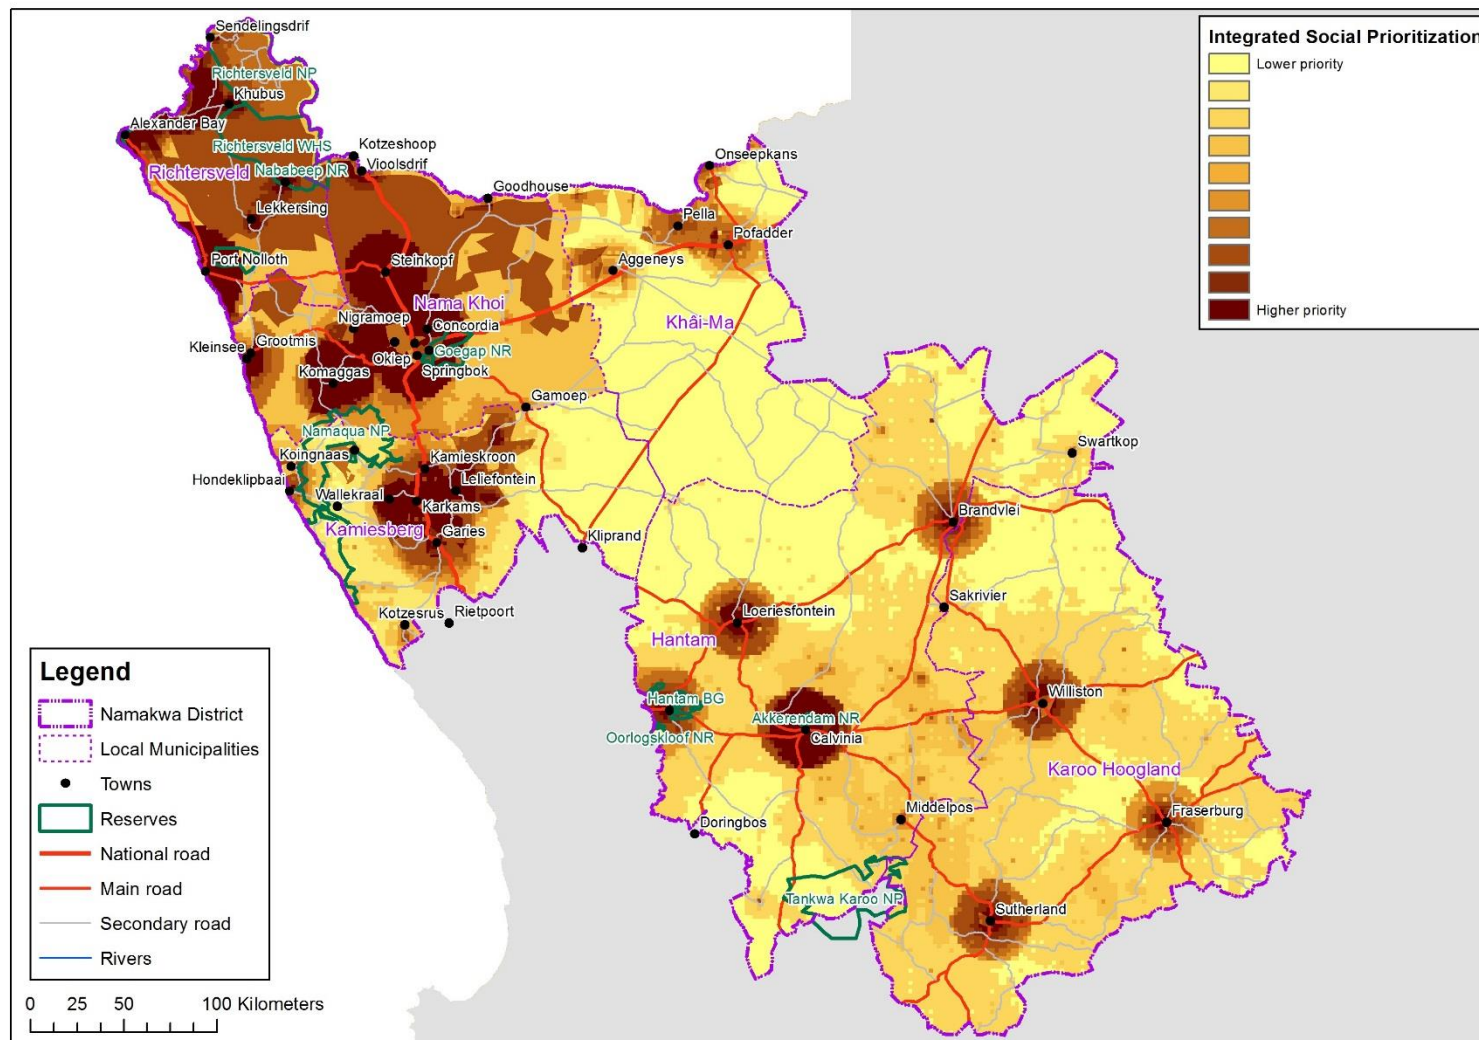 Integrated Social Prioritization
Lower priority
Higher priority
Sendelingsdrif
Richtersveld NP
Khubus
Alexander Bay
Richtersveld WHS
Richtersveld
Nababeep NR
Lekkersing
Kotzeshoop
Vioolsdrif
Goodhouse
Onseepkans
Pella
Pofadder
Aggeneys
Port Nolloth
Steinkopf
Nama Khoi
Khâi-Ma
Nigramoep
Concordia
Kleinsee
Grootmis
Okiep
Goegap NR
Komaggas
Springbok
Gamoep
Namaqua NP
Koingnaas
Kamieskroon
Hondeklipbaai
Wallekraal
Leliefontein
Karkams
Kamiesberg
Garies
Kliprand
Kotzesrus
Rietpoort
Swartkop
Brandvlei
Sakrivier
Loeriesfontein
Hantam
Hantam BG
Oorlogskloof NR
Akkerendam NR
Calvinia
Williston
Karoo Hoogland
Middelpos
Fraserburg
Doringbos
Tankwa Karoo NP
Sutherland
Legend
Namakwa District
Local Municipalities
Towns
Reserves
National road
Main road
Secondary road
Rivers
0 25 50 100 Kilometers